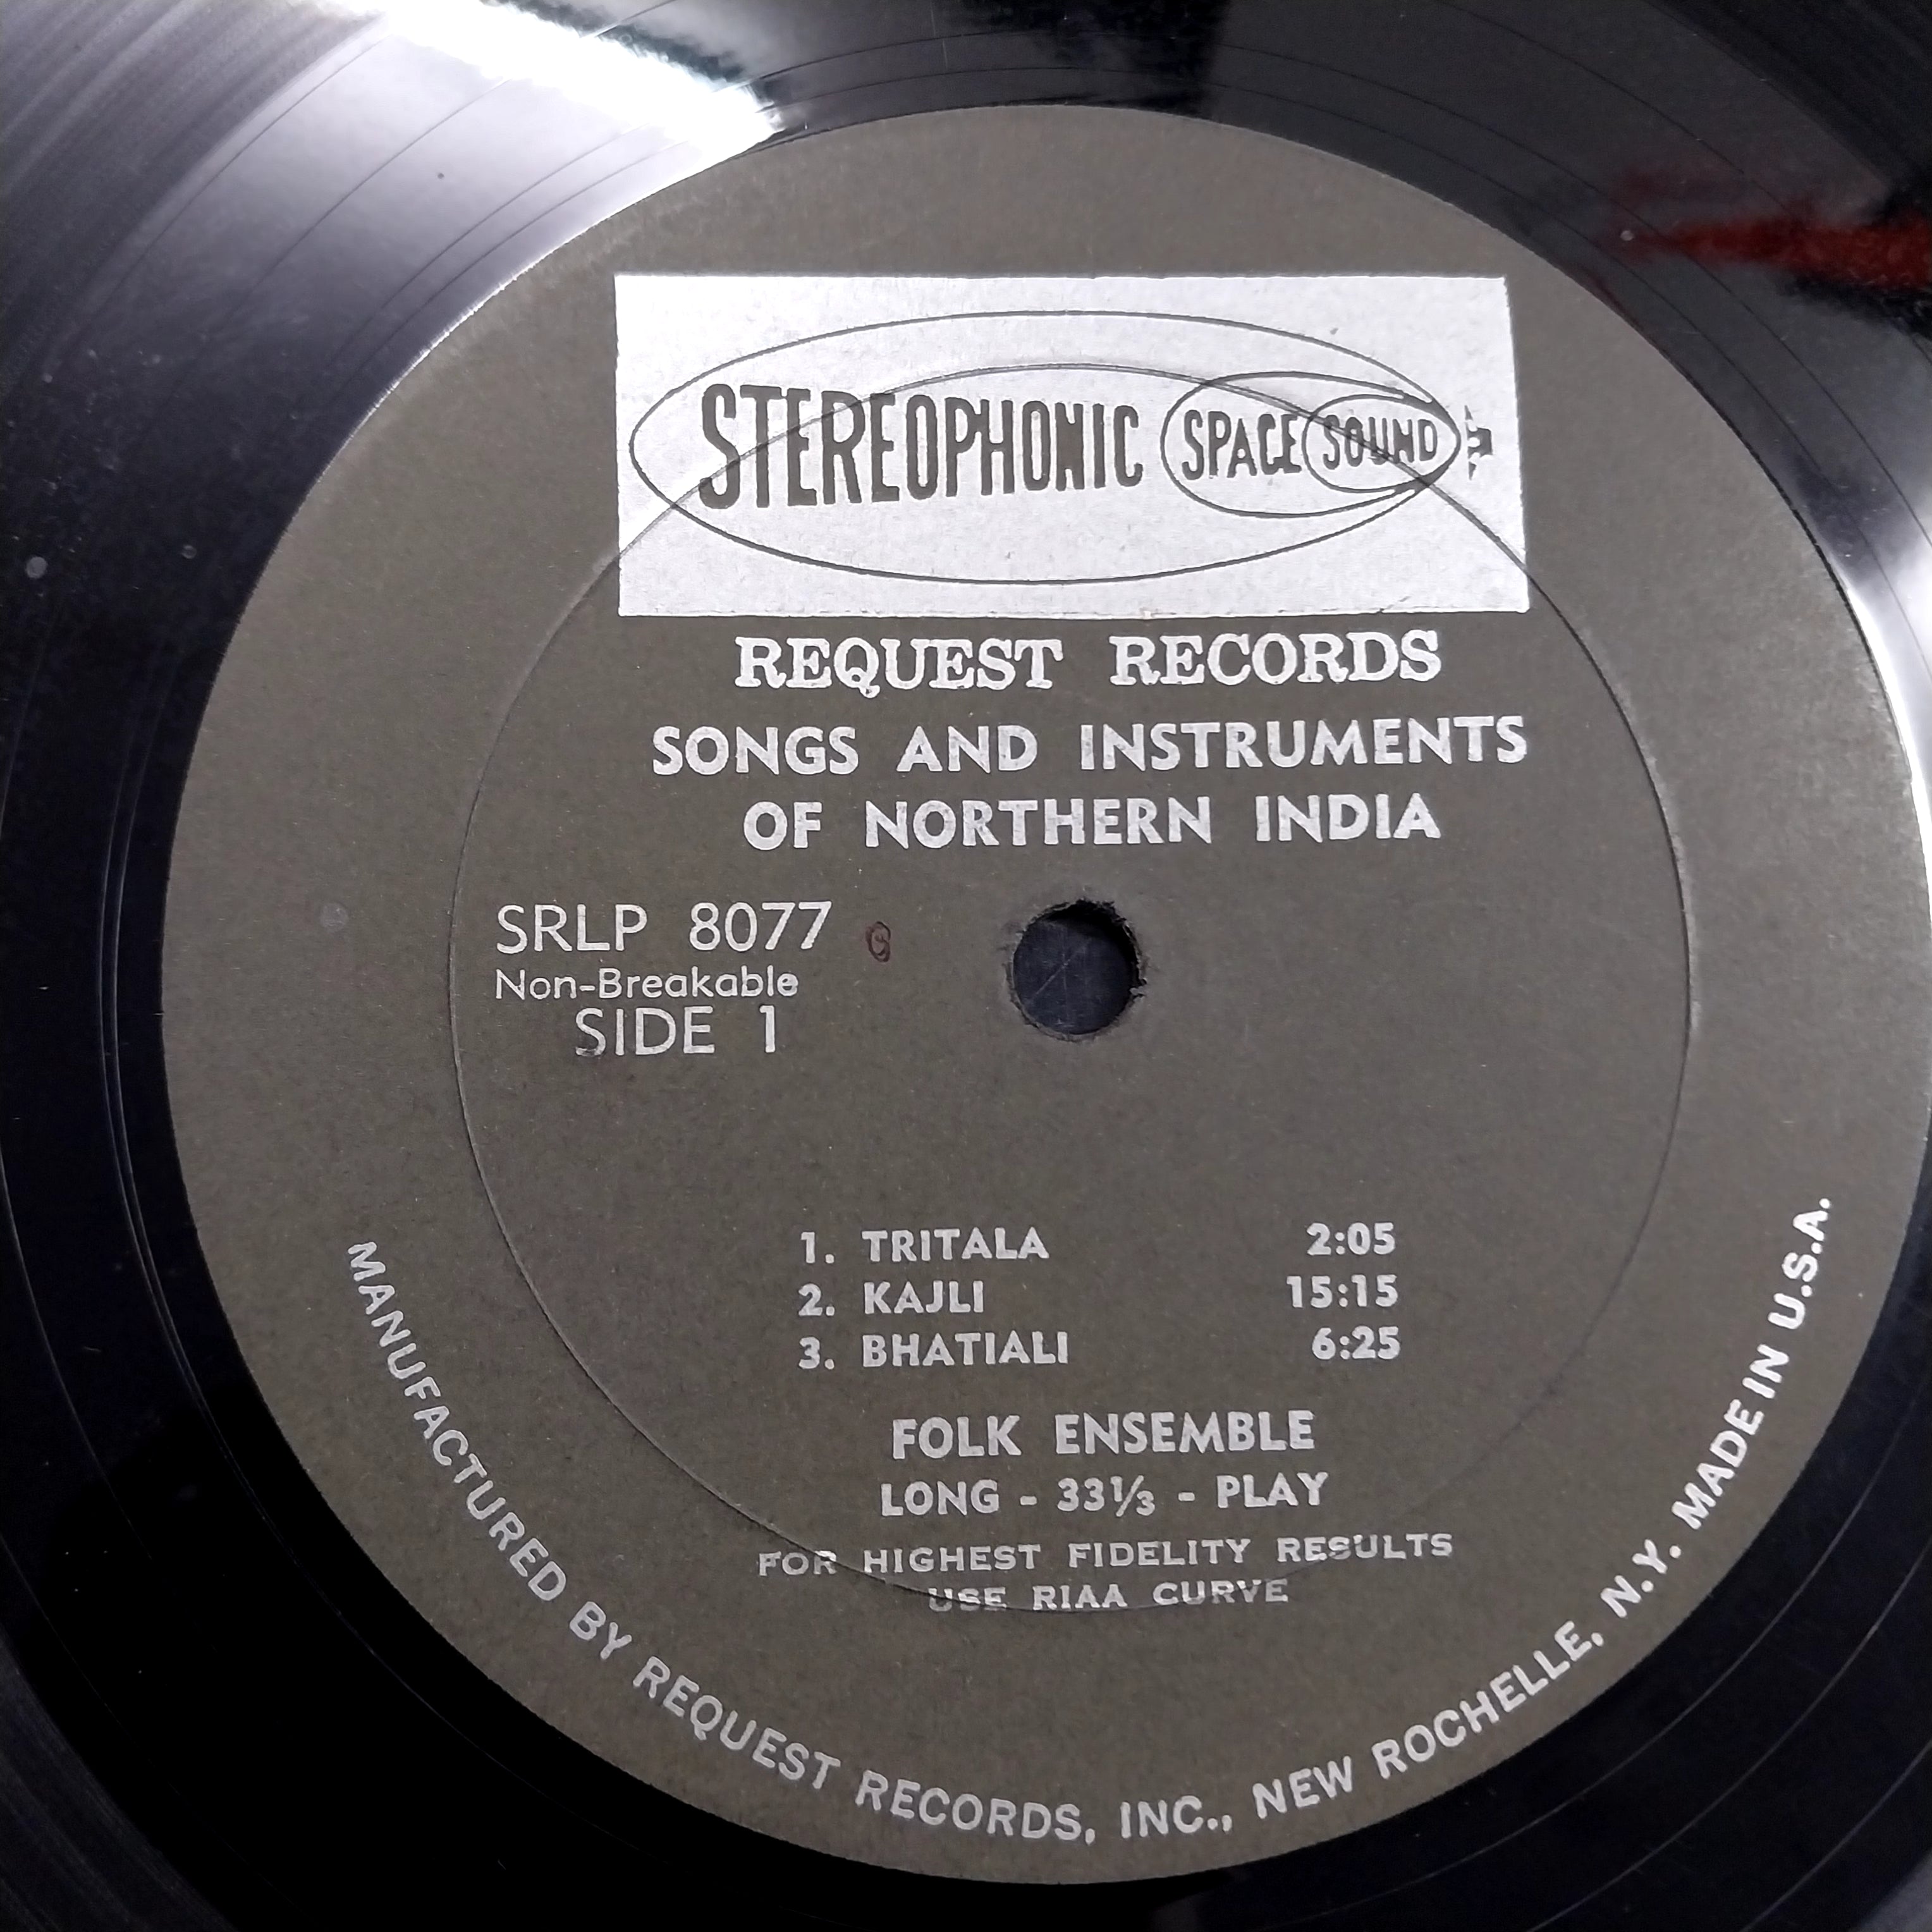 STEREOPHONIC SPACE SOUND
REQUEST RECORDS
SONGS AND INSTRUMENTS
OF NORTHERN INDIA
SRLP 8077
Non-Breakable
SIDE 1
1. TRITALA 2:05
2. KAJLI 15:15
3. BHATIALI 6:25
FOLK ENSEMBLE
LONG - 33⅓ - PLAY
FOR HIGHEST FIDELITY RESULTS
USE RIAA CURVE
MANUFACTURED BY REQUEST RECORDS, INC., NEW ROCHELLE, N.Y. MADE IN U.S.A.